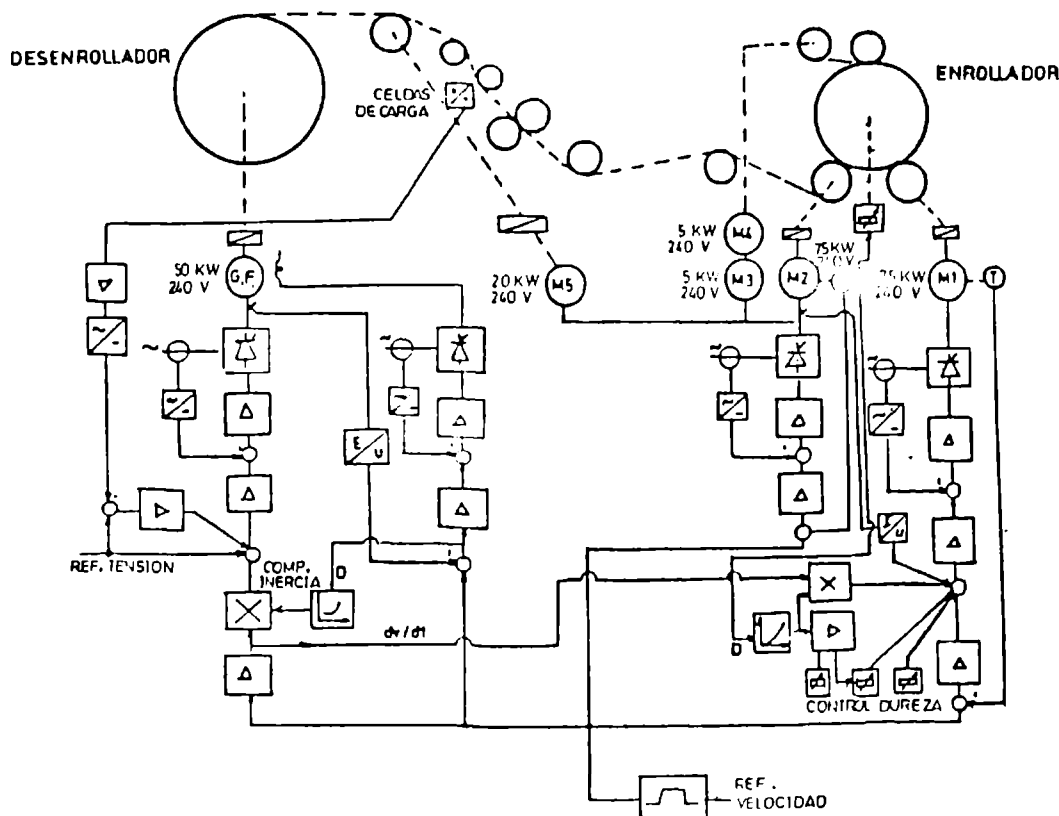 DESENROLLADOR
ENROLLADOR
CELDAS
DE CARGA
50 KW
240 V
G.F.
20 KW
240 V
M5
5 KW
240 V
M4
5 KW
240 V
M3
M2
75 KW
240 V
M1
T
E
U
REF. TENSION
COMP.
INERCIA
D
dv/dt
D
U
CONTROL DUREZA
REF.
VELOCIDAD